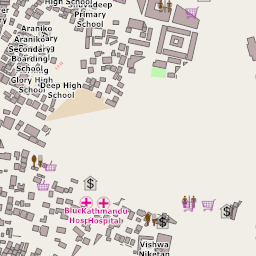 High School
deep
Primary
School
Araniko
Araniko
Secondary
Boarding
School
Glory High
School
Deep High
School
Kathmandu
Hospital
Vishwa
Niketan